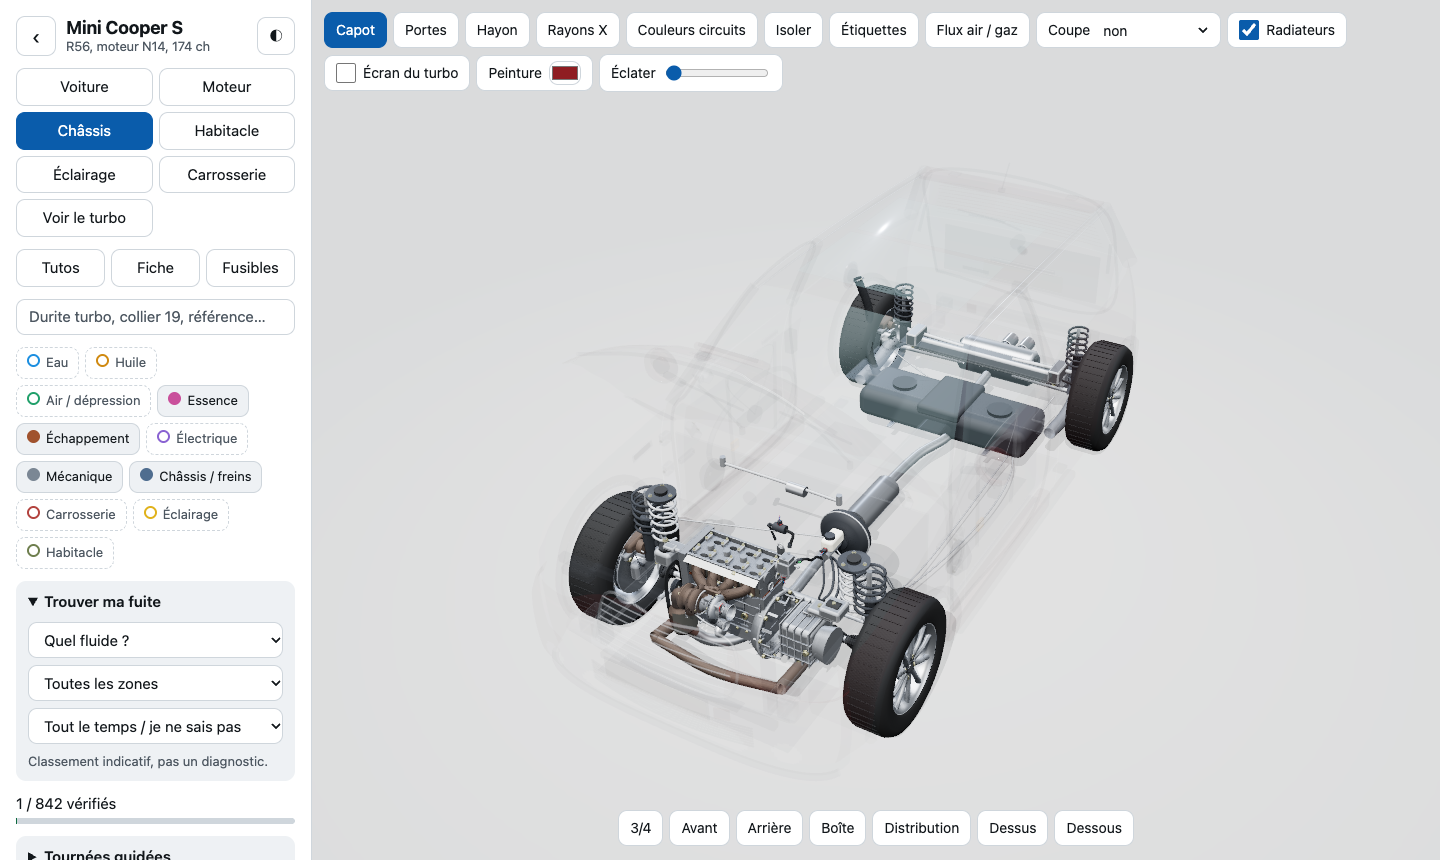 Mini Cooper S
R56, moteur N14, 174 ch
Voiture
Moteur
Châssis
Habitacle
Éclairage
Carrosserie
Voir le turbo
Tutos
Fiche
Fusibles
Durite turbo, collier 19, référence...
Eau
Huile
Air / dépression
Essence
Échappement
Électrique
Mécanique
Châssis / freins
Carrosserie
Éclairage
Habitacle
Trouver ma fuite
Quel fluide ?
Toutes les zones
Tout le temps / je ne sais pas
Classement indicatif, pas un diagnostic.
1 / 842 vérifiés
Tournées guidées
Capot
Portes
Hayon
Rayons X
Couleurs circuits
Isoler
Étiquettes
Flux air / gaz
Coupe non
Radiateurs
Écran du turbo
Peinture
Éclater
3/4
Avant
Arrière
Boîte
Distribution
Dessus
Dessous